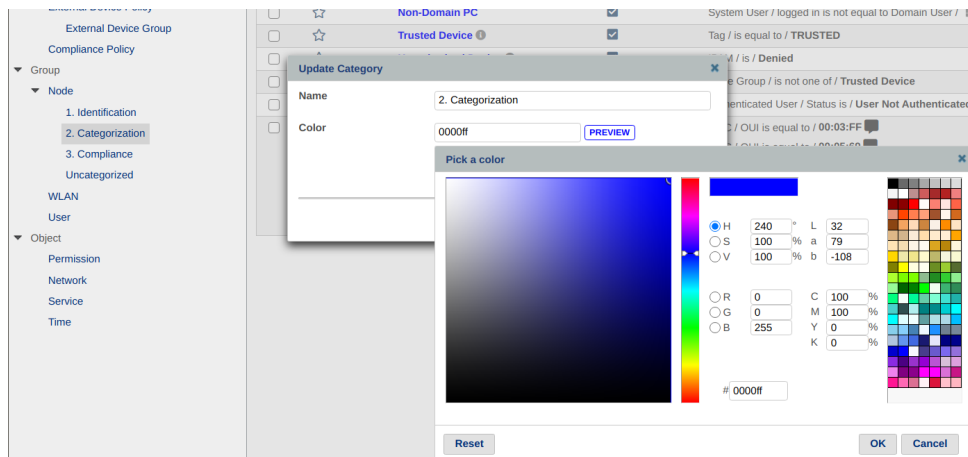 External Device Policy
External Device Group
Compliance Policy
Group
Node
1. Identification
2. Categorization
3. Compliance
Uncategorized
WLAN
User
Object
Permission
Network
Service
Time
Non-Domain PC
System User / logged in is not equal to Domain User /
Trusted Device
Tag / is equal to / TRUSTED
/ is / Denied
Group / is not one of / Trusted Device
User / Status is / User Not Authenticated
/ OUI is equal to / 00:03:FF
Update Category
Name
2. Categorization
Color
0000ff
PREVIEW
Pick a color
H 240 ° L 32
S 100 % a 79
V 100 % b -108
R 0 C 100 %
G 0 M 100 %
B 255 Y 0 %
K 0 %
# 0000ff
Reset
OK
Cancel